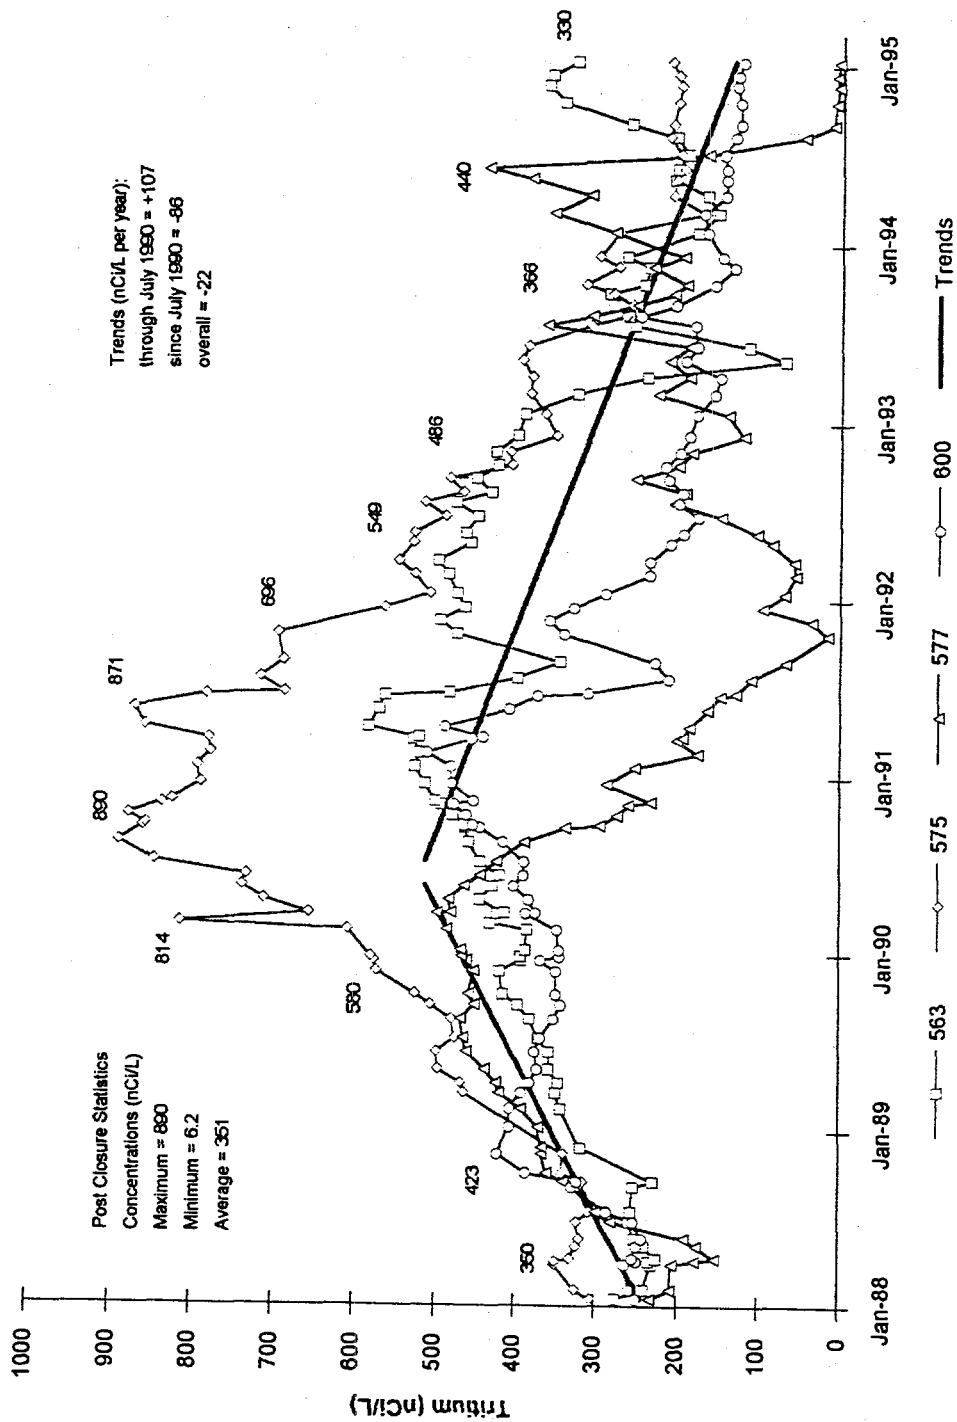 Post Closure Statistics
Concentrations (nCi/L)
Maximum = 890
Minimum = 6.2
Average = 351
Trends (nCi/L per year):
through July 1990 = +107
since July 1990 = -86
overall = -22
Tritium (nCi/L)
1000
900
800
700
600
500
400
300
200
100
0
350
423
580
814
890
871
696
549
486
366
440
330
Jan-88
Jan-89
Jan-90
Jan-91
Jan-92
Jan-93
Jan-94
Jan-95
563
575
577
600
Trends